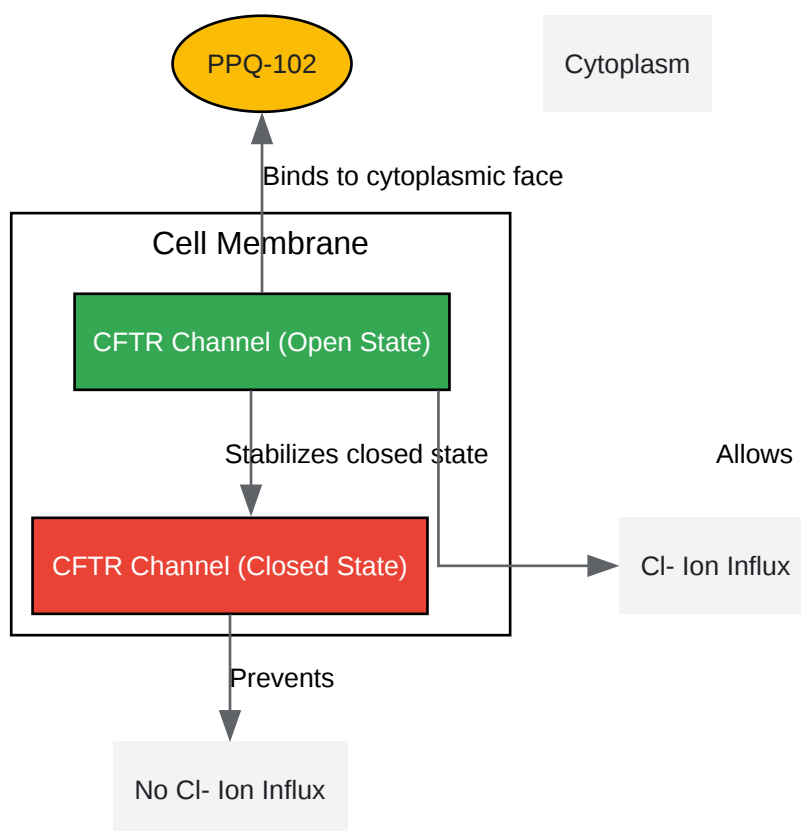 PPQ-102
Cytoplasm
Binds to cytoplasmic face
Cell Membrane
CFTR Channel (Open State)
Stabilizes closed state
Allows
CFTR Channel (Closed State)
Cl- Ion Influx
Prevents
No Cl- Ion Influx